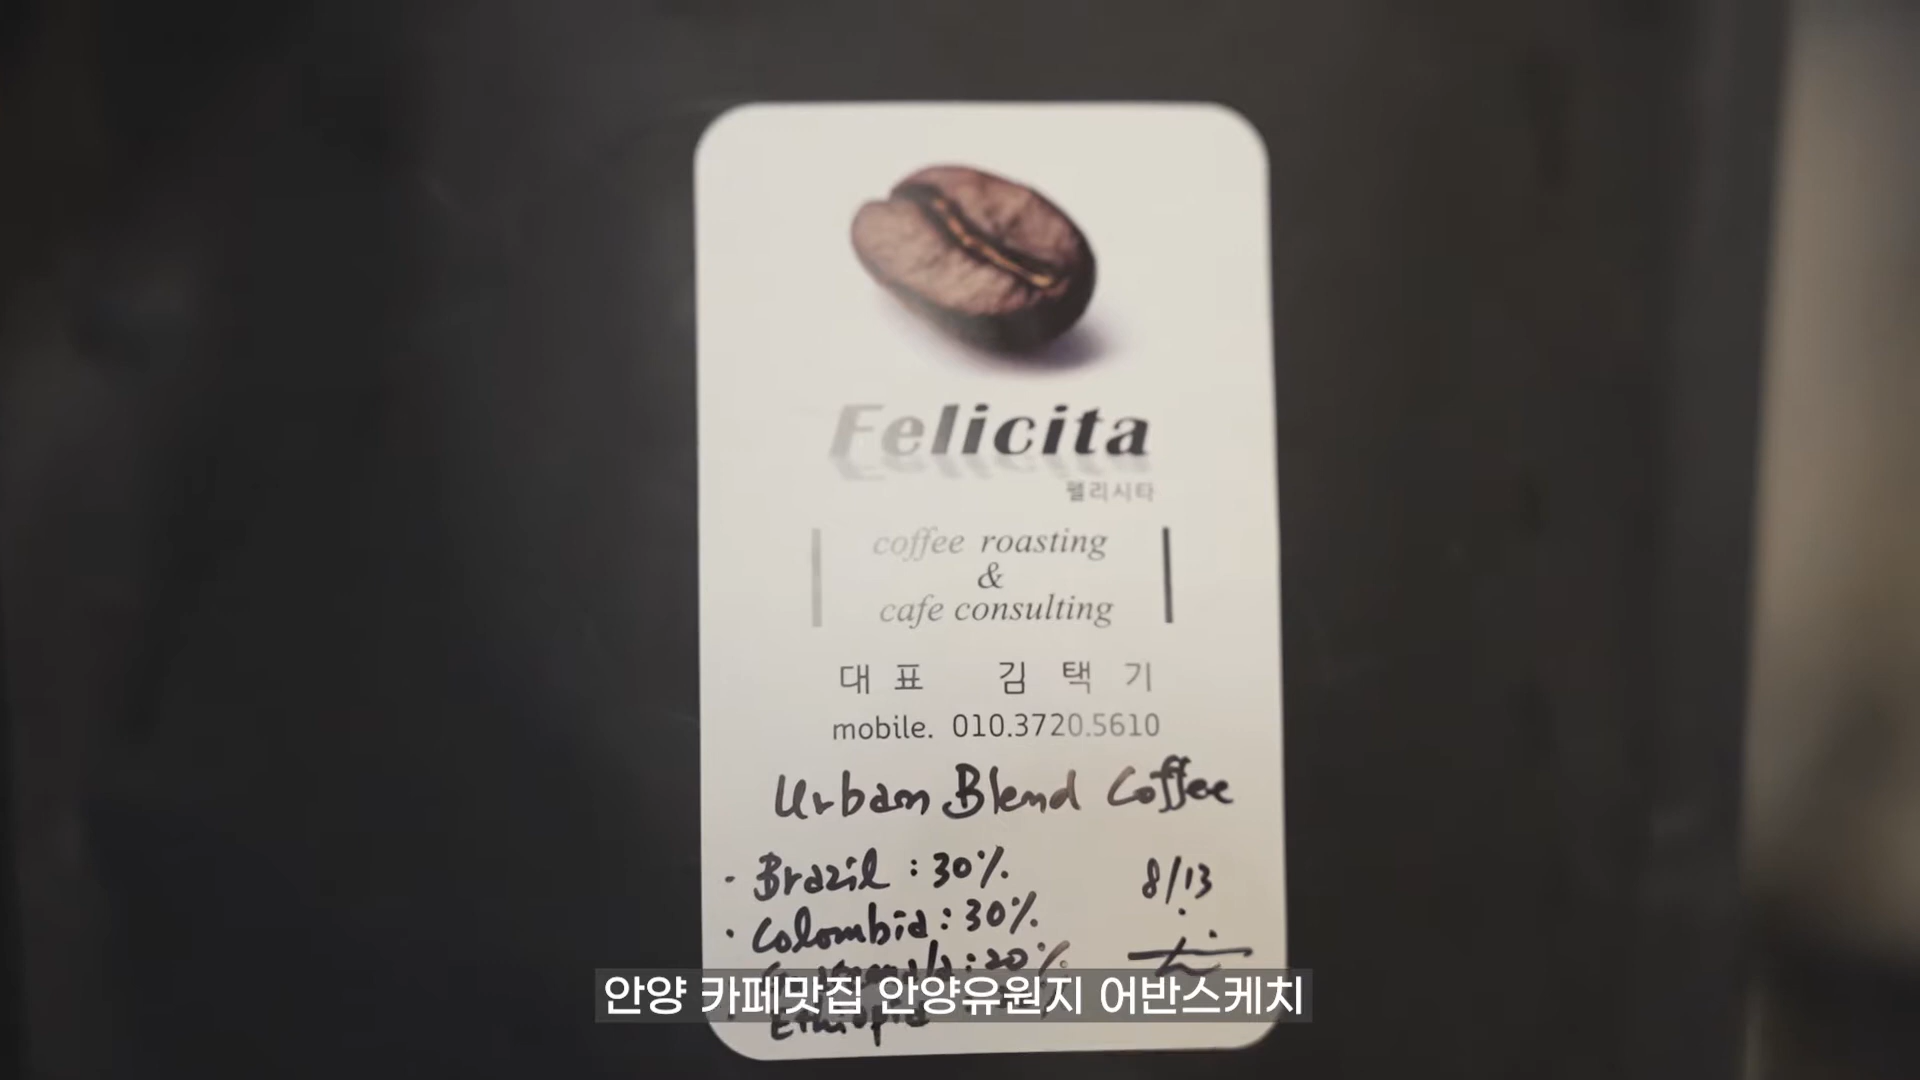 Felicita
펠리시타
coffee roasting
&
cafe consulting
대표 김택기
mobile. 010.3720.5610
Urban Blend Coffee
· Brazil : 30%
8/13
· Colombia : 30%
: 20%
· Ethiopia
안양 카페맛집 안양유원지 어반스케치